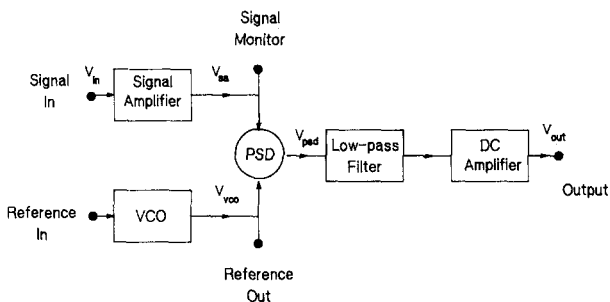 Signal
Monitor
Signal
In
V_in
Signal
Amplifier
V_sa
PSD
V_psd
Low-pass
Filter
DC
Amplifier
V_out
Output
Reference
In
VCO
V_vco
Reference
Out